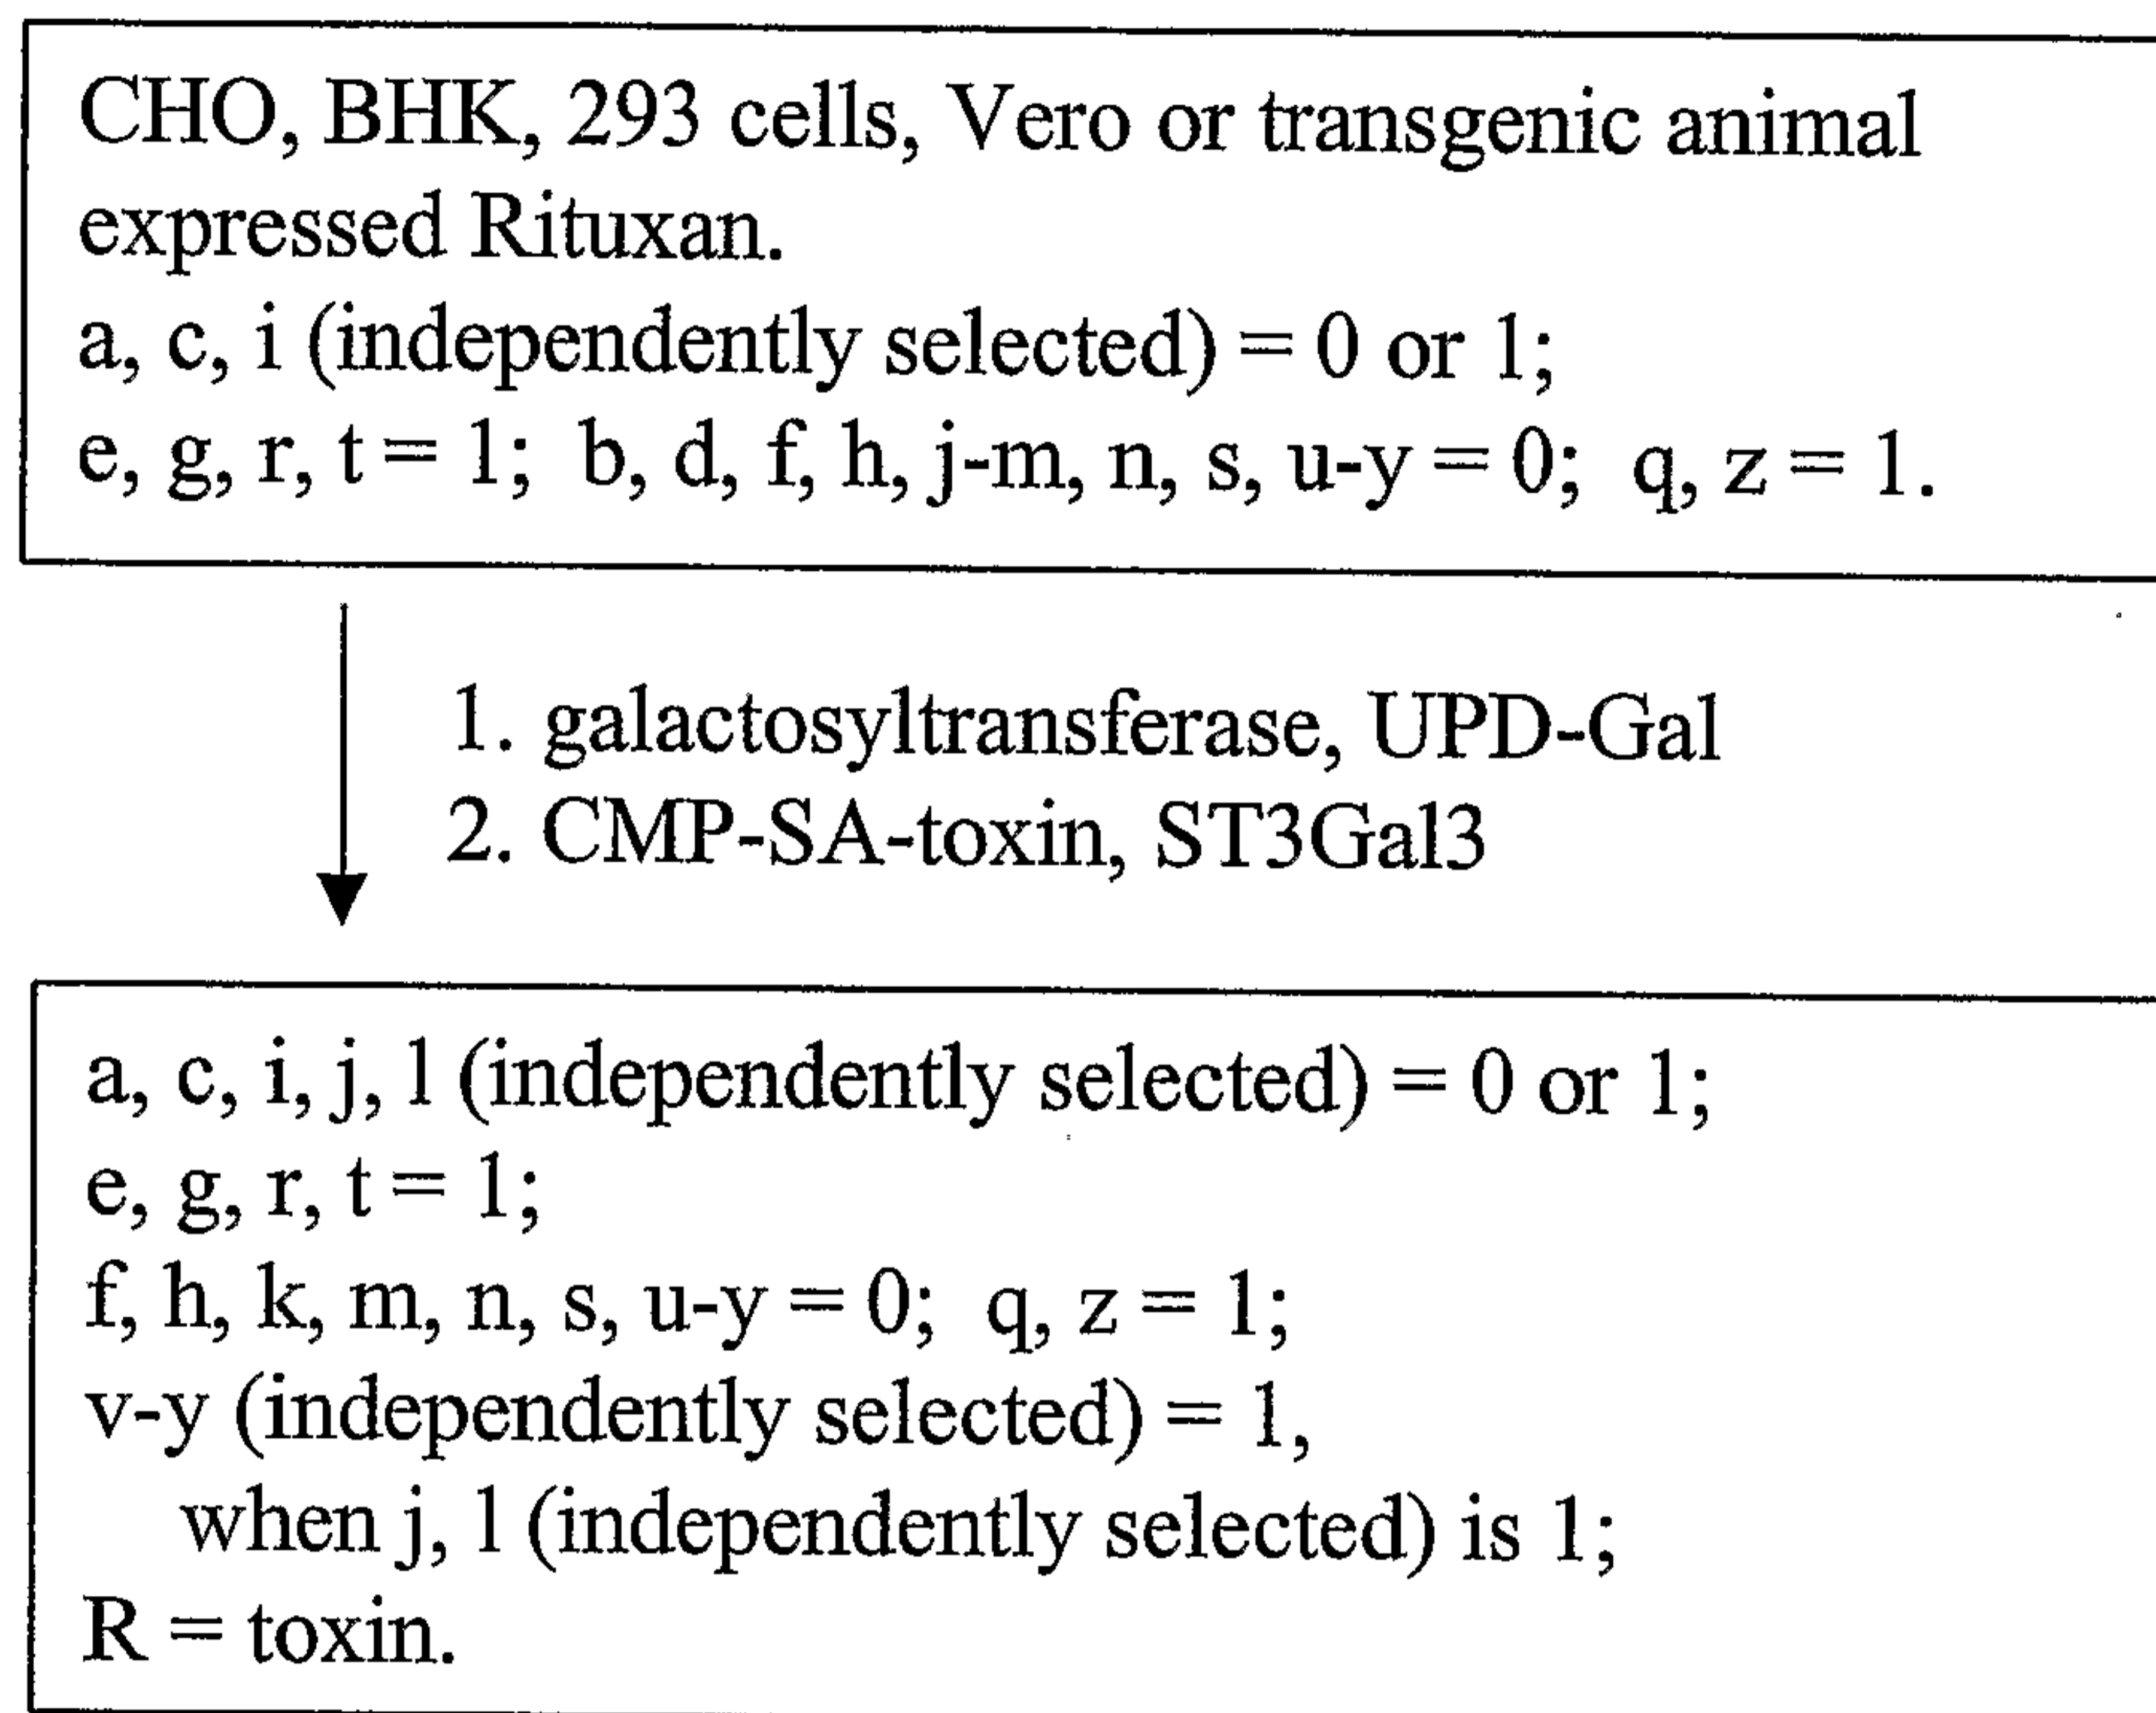 CHO, BHK, 293 cells, Vero or transgenic animal
expressed Rituxan.
a, c, i (independently selected) = 0 or 1;
e, g, r, t = 1; b, d, f, h, j-m, n, s, u-y = 0; q, z = 1.
1. galactosyltransferase, UPD-Gal
2. CMP-SA-toxin, ST3Gal3
a, c, i, j, l (independently selected) = 0 or 1;
e, g, r, t = 1;
f, h, k, m, n, s, u-y = 0; q, z = 1;
v-y (independently selected) = 1,
when j, l (independently selected) is 1;
R = toxin.